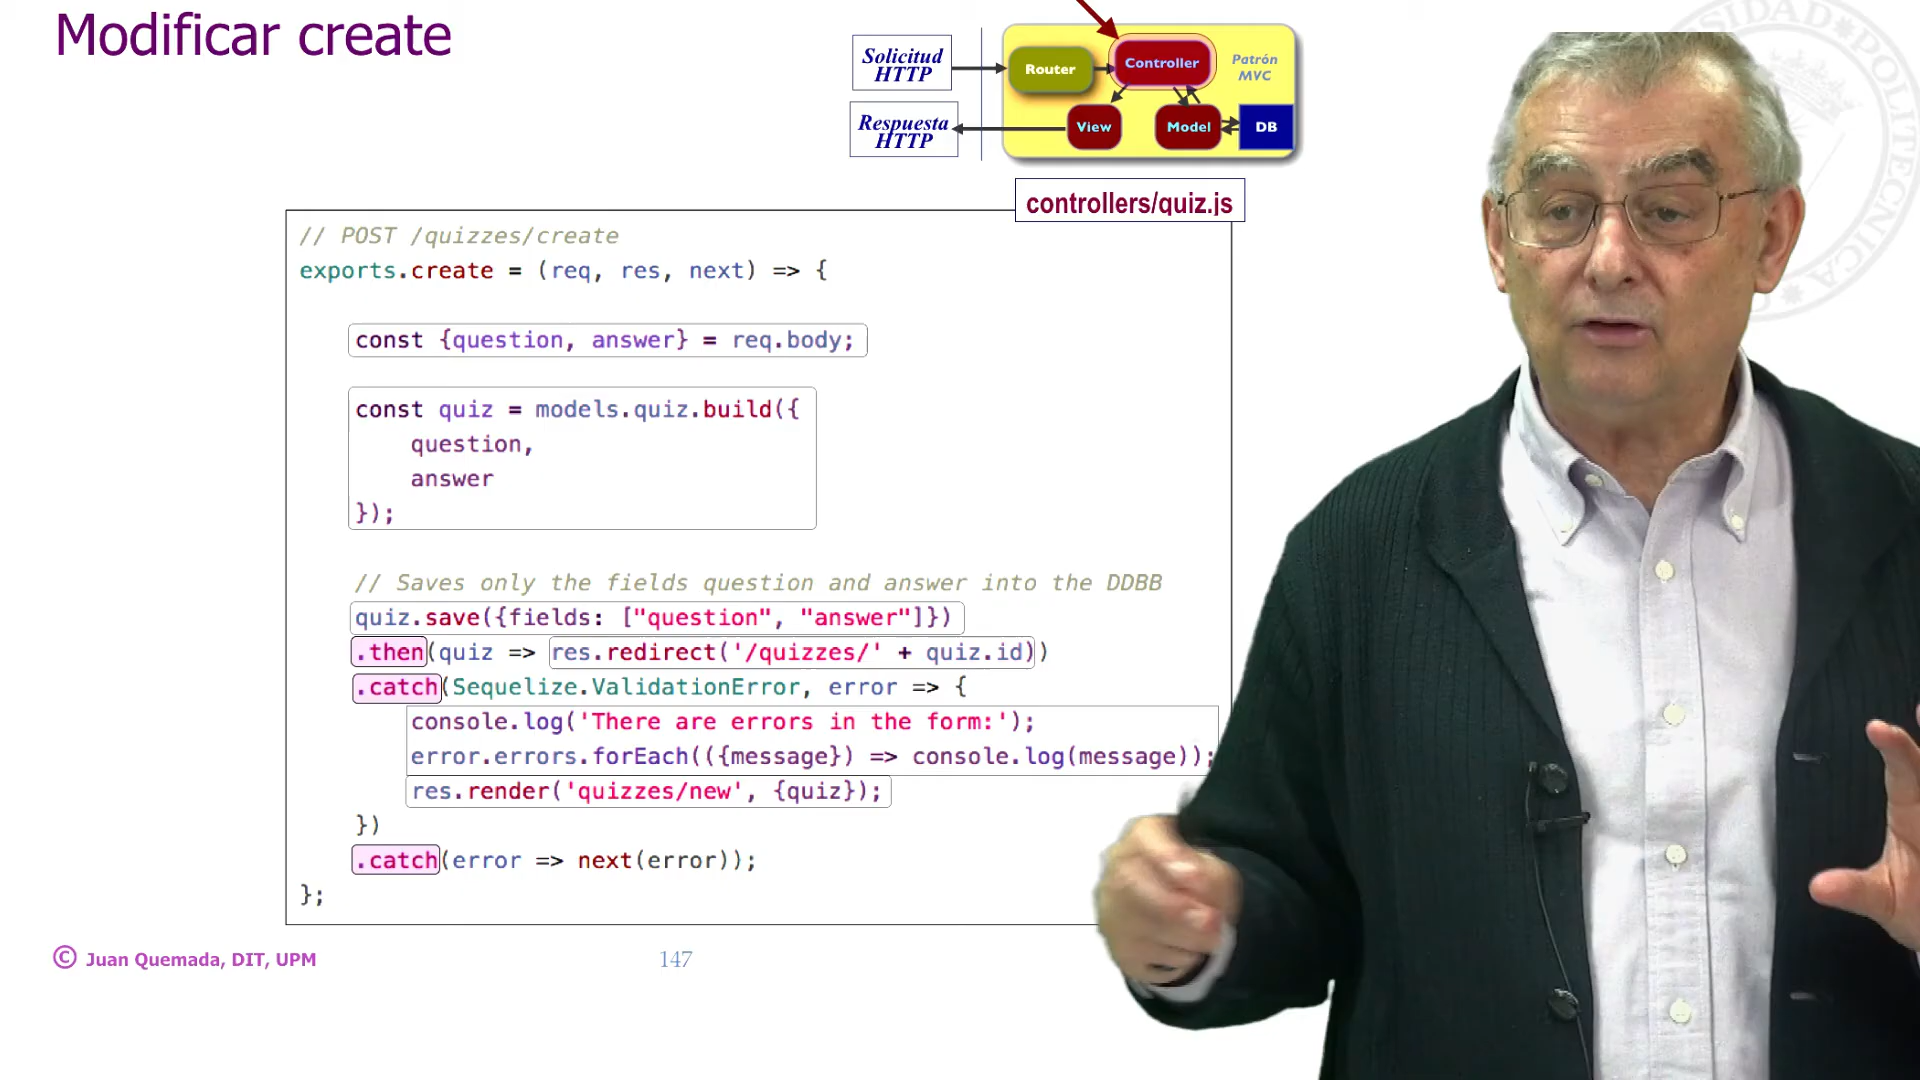 Modificar create
Solicitud
HTTP
Router
Controller
Patrón
MVC
Respuesta
HTTP
View
Model
DB
controllers/quiz.js
// POST /quizzes/create
exports.create = (req, res, next) => {
const {question, answer} = req.body;
const quiz = models.quiz.build({
question,
answer
});
// Saves only the fields question and answer into the DDBB
quiz.save({fields: ["question", "answer"]})
.then(quiz => res.redirect('/quizzes/' + quiz.id))
.catch(Sequelize.ValidationError, error => {
console.log('There are errors in the form:');
error.errors.forEach(({message}) => console.log(message));
res.render('quizzes/new', {quiz});
})
.catch(error => next(error));
};
© Juan Quemada, DIT, UPM
147